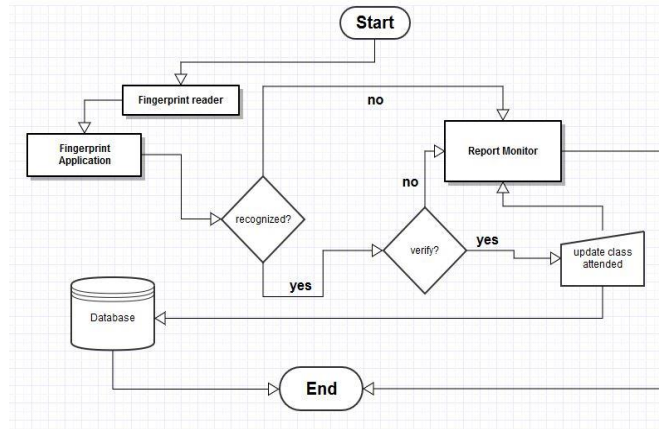 Start
Fingerprint reader
no
Fingerprint
Application
Report Monitor
no
recognized?
verify?
yes
update class
attended
yes
Database
End